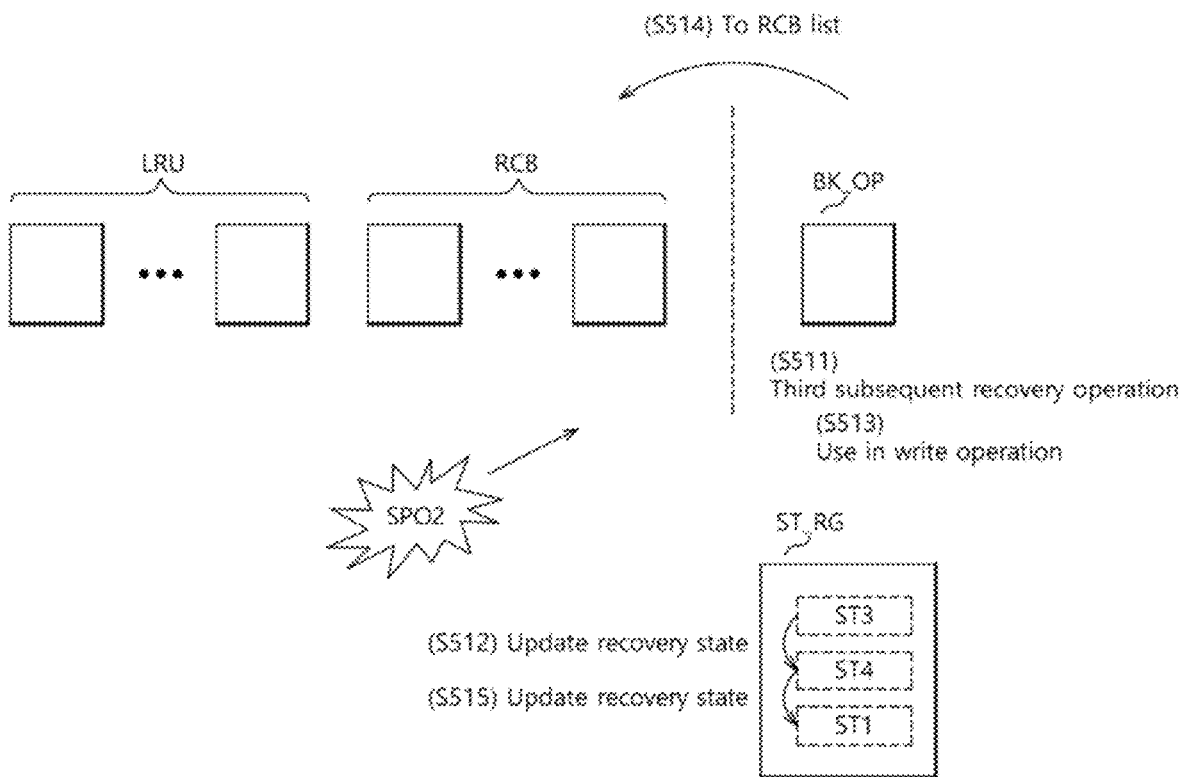 (S514) To RCB list
LRU
RCB
BK_OP
(S511)
Third subsequent recovery operation
(S513)
Use in write operation
SPO2
ST_RG
ST3
(S512) Update recovery state
ST4
(S515) Update recovery state
ST1